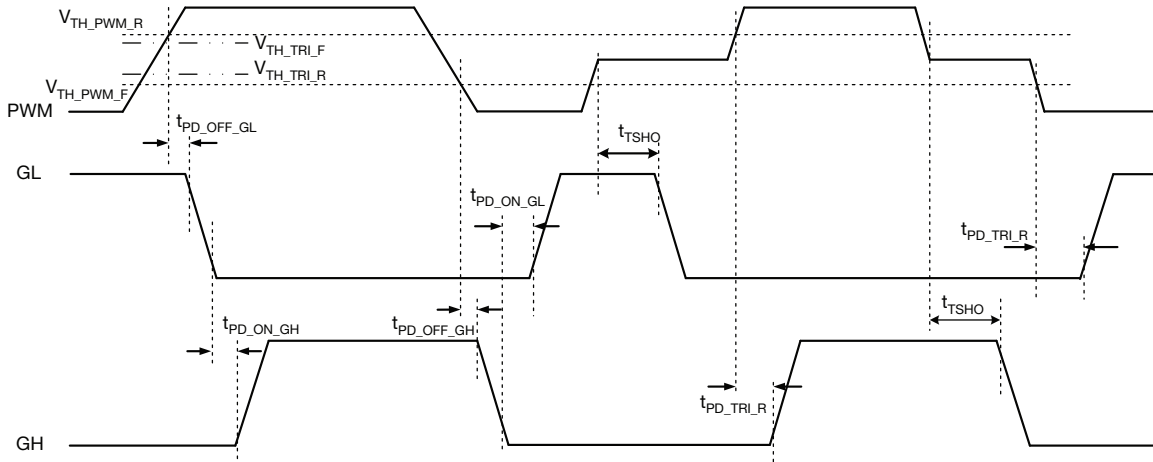 V_TH_PWM_R
V_TH_TRI_F
V_TH_TRI_R
V_TH_PWM_F
PWM
t_PD_OFF_GL
t_TSHO
GL
t_PD_ON_GL
t_PD_TRI_R
t_TSHO
t_PD_ON_GH
t_PD_OFF_GH
t_PD_TRI_R
GH